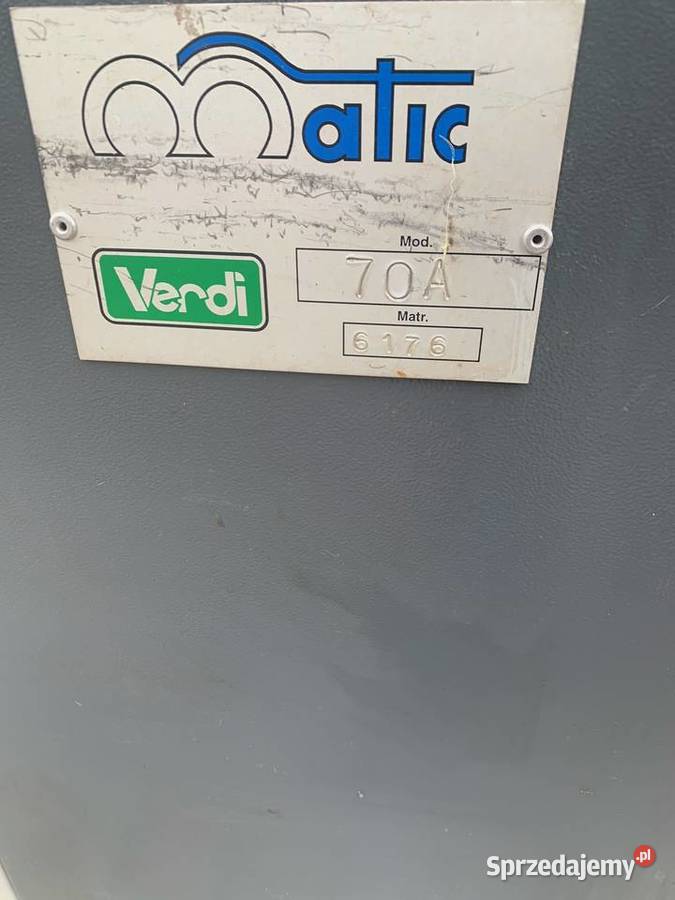 matic
Verdi
Mod.
70A
Matr.
6176
Sprzedajemy.pl